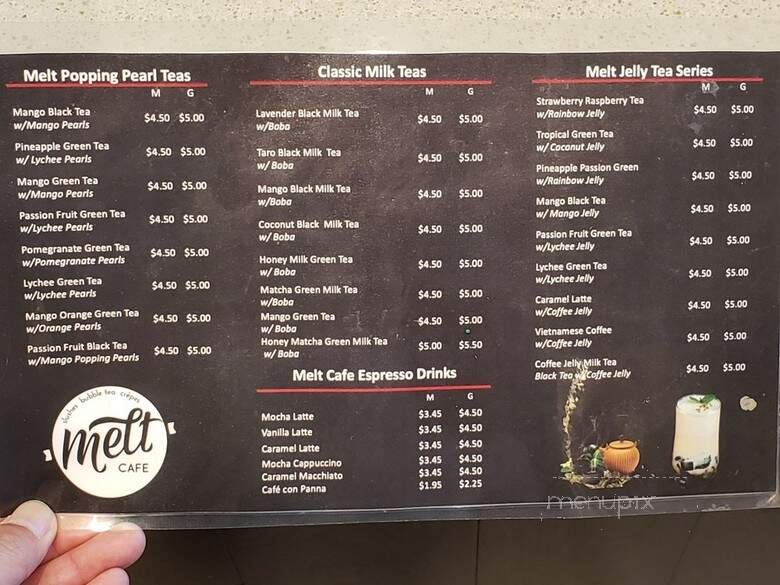 Melt Popping Pearl Teas
M G
Mango Black Tea $4.50 $5.00
w/Mango Pearls
Pineapple Green Tea $4.50 $5.00
w/ Lychee Pearls
Mango Green Tea $4.50 $5.00
w/Mango Pearls
Passion Fruit Green Tea $4.50 $5.00
w/Lychee Pearls
Pomegranate Green Tea $4.50 $5.00
w/Pomegranate Pearls
Lychee Green Tea $4.50 $5.00
w/Lychee Pearls
Mango Orange Green Tea $4.50 $5.00
w/Orange Pearls
Passion Fruit Black Tea $4.50 $5.00
w/Mango Popping Pearls
slushes bubble tea crêpes
melt
CAFE
Classic Milk Teas
M G
Lavender Black Milk Tea $4.50 $5.00
w/Boba
Taro Black Milk Tea $4.50 $5.00
w/ Boba
Mango Black Milk Tea $4.50 $5.00
w/Boba
Coconut Black Milk Tea $4.50 $5.00
w/ Boba
Honey Milk Green Tea $4.50 $5.00
w/ Boba
Matcha Green Milk Tea $4.50 $5.00
w/Boba
Mango Green Tea $4.50 $5.00
w/ Boba
Honey Matcha Green Milk Tea $5.00 $5.50
w/ Boba
Melt Cafe Espresso Drinks
M G
Mocha Latte $3.45 $4.50
Vanilla Latte $3.45 $4.50
Caramel Latte $3.45 $4.50
Mocha Cappuccino $3.45 $4.50
Caramel Macchiato $3.45 $4.50
Café con Panna $1.95 $2.25
Melt Jelly Tea Series
M G
Strawberry Raspberry Tea $4.50 $5.00
w/Rainbow Jelly
Tropical Green Tea $4.50 $5.00
w/ Coconut Jelly
Pineapple Passion Green $4.50 $5.00
w/Rainbow Jelly
Mango Black Tea $4.50 $5.00
w/ Mango Jelly
Passion Fruit Green Tea $4.50 $5.00
w/Lychee Jelly
Lychee Green Tea $4.50 $5.00
w/Lychee Jelly
Caramel Latte $4.50 $5.00
w/Coffee Jelly
Vietnamese Coffee $4.50 $5.00
w/Coffee Jelly
Coffee Jelly Milk Tea $4.50 $5.00
Black Tea w/Coffee Jelly
menupix